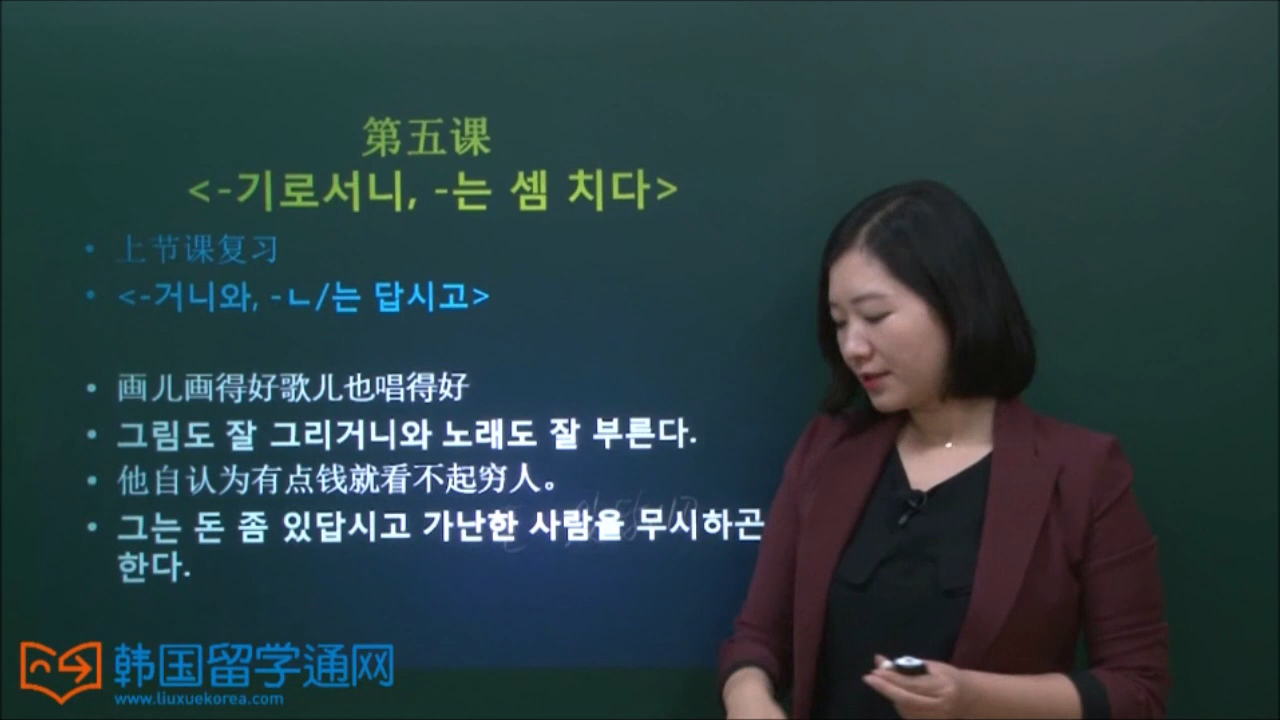 第五课
<-기로서니, -는 셈 치다>
• 上节课复习
• <-거니와, -ㄴ/는 답시고>
• 画儿画得好歌儿也唱得好
• 그림도 잘 그리거니와 노래도 잘 부른다.
• 他自认为有点钱就看不起穷人。
• 그는 돈 좀 있답시고 가난한 사람을 무시하곤
한다.
韩国留学通网
www.liuxuekorea.com